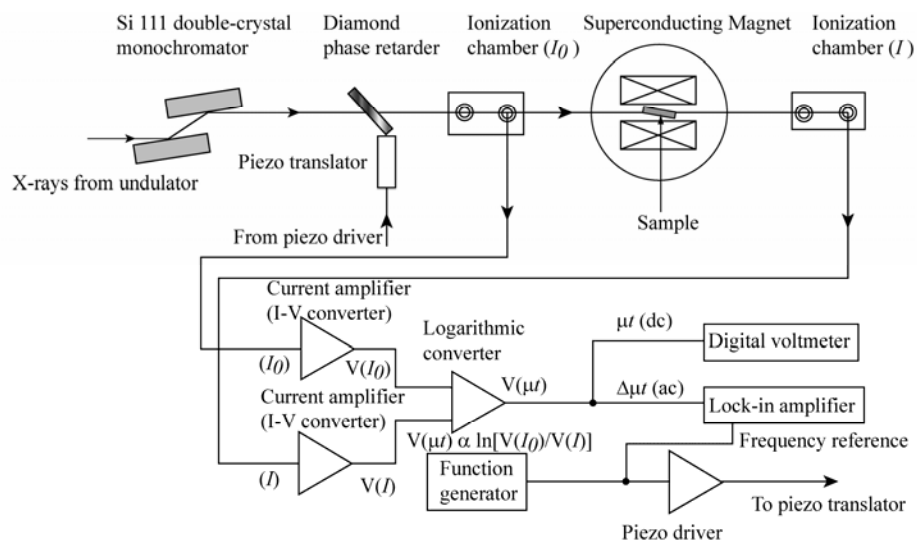 Si 111 double-crystal
monochromator
Diamond
phase retarder
Ionization
chamber (I0 )
Superconducting Magnet
Ionization
chamber (I )
X-rays from undulator
Piezo translator
From piezo driver
Sample
Current amplifier
(I-V converter)
(I0)
V(I0)
Logarithmic
converter
V(μt)
μt (dc)
Digital voltmeter
Δμt (ac)
Lock-in amplifier
Current amplifier
(I-V converter)
(I)
V(I)
V(μt) α ln[V(I0)/V(I)]
Frequency reference
Function
generator
Piezo driver
To piezo translator